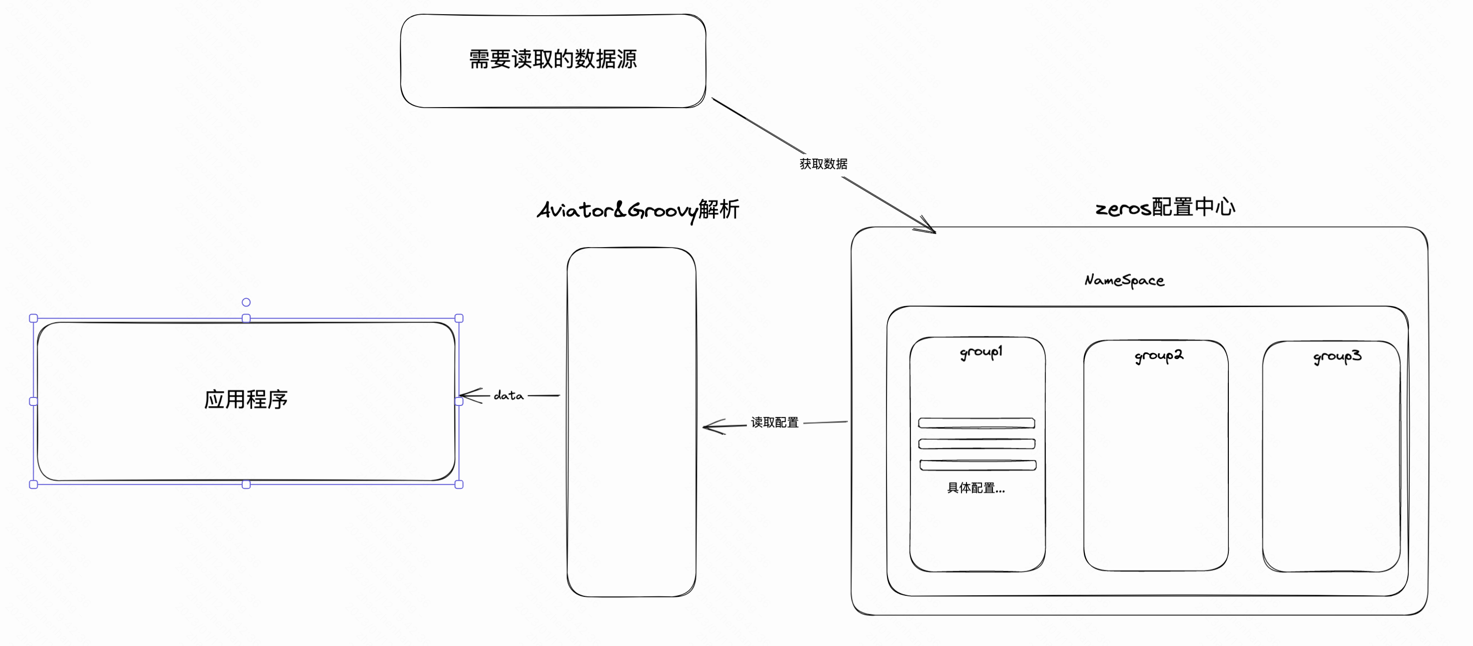 需要读取的数据源
获取数据
Aviator&Groovy解析
zeros配置中心
NameSpace
group1
group2
group3
应用程序
data
读取配置
具体配置...